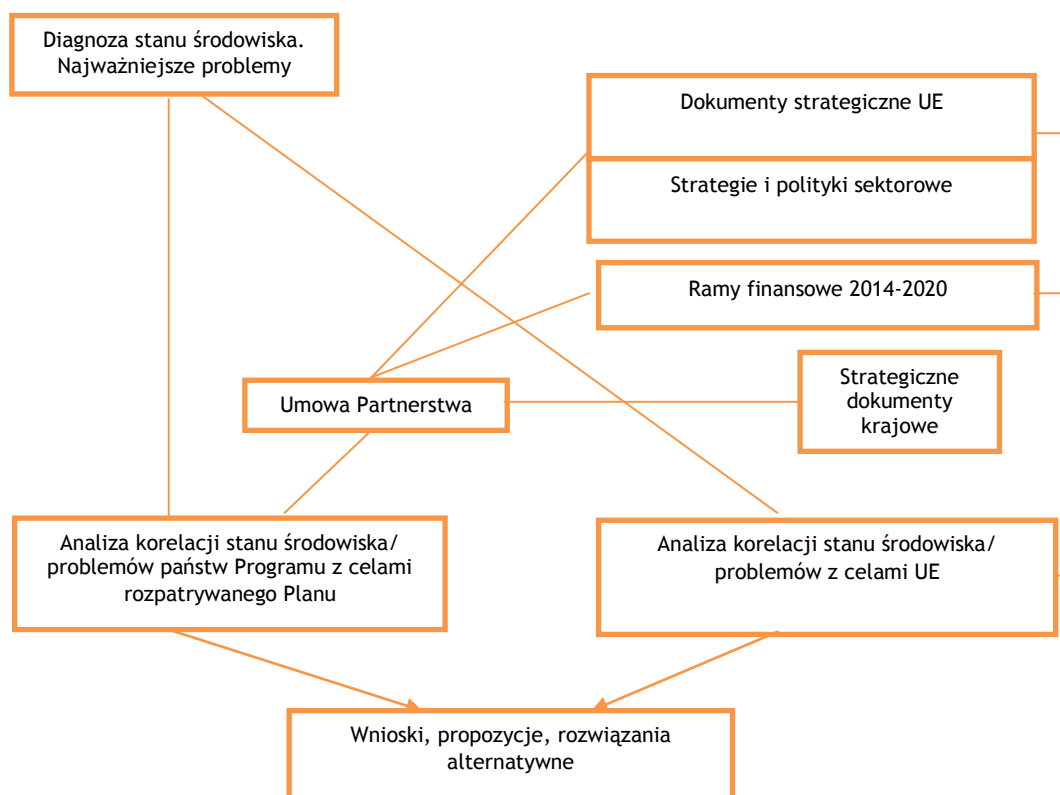 Diagnoza stanu środowiska.
Najważniejsze problemy
Dokumenty strategiczne UE
Strategie i polityki sektorowe
Ramy finansowe 2014-2020
Umowa Partnerstwa
Strategiczne
dokumenty
krajowe
Analiza korelacji stanu środowiska/
problemów państw Programu z celami
rozpatrywanego Planu
Analiza korelacji stanu środowiska/
problemów z celami UE
Wnioski, propozycje, rozwiązania
alternatywne